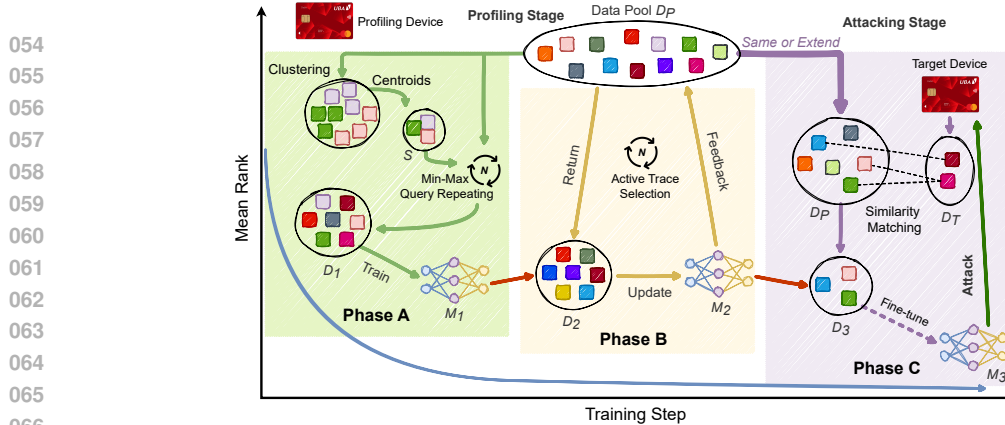 054
055
056
057
058
059
060
061
062
063
064
065
Profiling Device
UBA
Profiling Stage
Data Pool DP
Attacking Stage
Same or Extend
Target Device
UBA
Clustering
Centroids
S
Min-Max
Query Repeating
N
D1
Train
M1
Phase A
Return
N
Active Trace
Selection
Feedback
D2
Update
M2
Phase B
DP
DT
Similarity
Matching
D3
Fine-tune
Attack
M3
Phase C
Mean Rank
Training Step